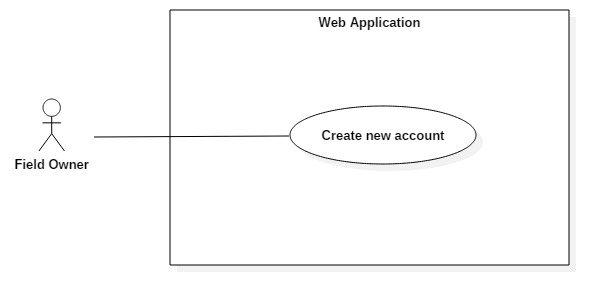 Web Application
Create new account
Field Owner